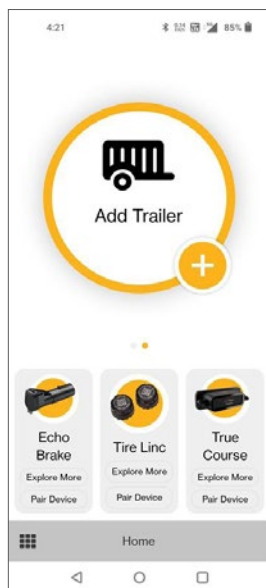 4:21
85%
Add Trailer
Echo
Brake
Explore More
Pair Device
Tire Linc
Explore More
Pair Device
True
Course
Explore More
Pair Device
Home